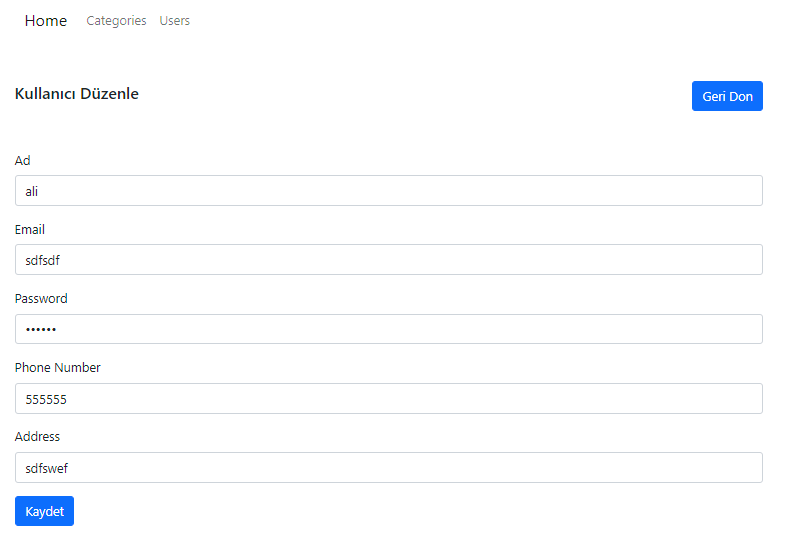 Home Categories Users
Kullanıcı Düzenle Geri Don
Ad
ali
Email
sdfsdf
Password
••••••
Phone Number
555555
Address
sdfswef
Kaydet